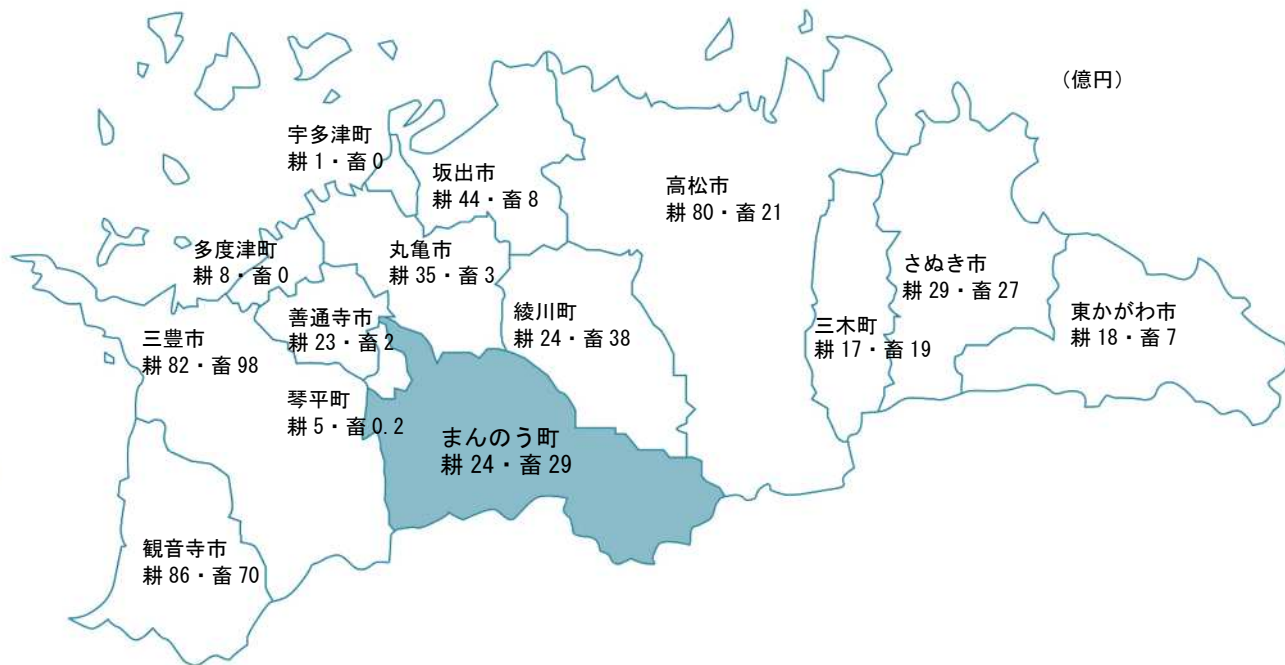 （億円）
宇多津町
耕 1・畜 0
坂出市
耕 44・畜 8
高松市
耕 80・畜 21
多度津町
耕 8・畜 0
丸亀市
耕 35・畜 3
さぬき市
耕 29・畜 27
善通寺市
耕 23・畜 2
綾川町
耕 24・畜 38
三木町
耕 17・畜 19
東かがわ市
耕 18・畜 7
三豊市
耕 82・畜 98
琴平町
耕 5・畜 0.2
まんのう町
耕 24・畜 29
観音寺市
耕 86・畜 70